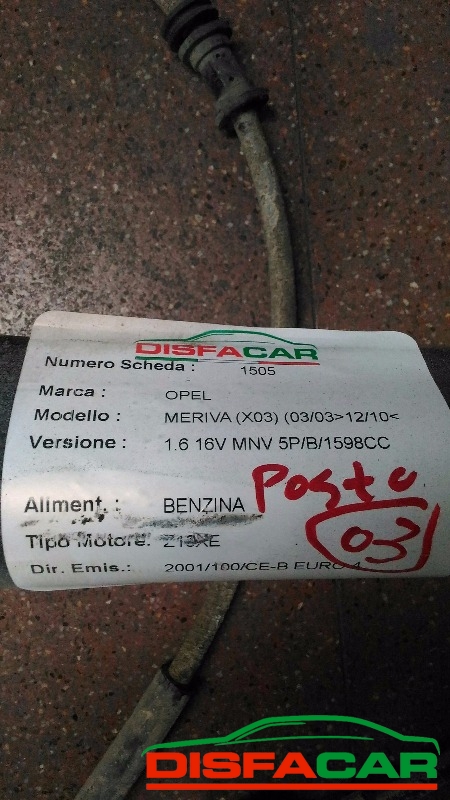 DISFACAR
Numero Scheda : 1505
Marca : OPEL
Modello : MERIVA (X03) (03/03>12/10<
Versione : 1.6 16V MNV 5P/B/1598CC
Posto
Aliment. : BENZINA
03
Tipo Motore: Z16XE
Dir. Emis.: 2001/100/CE-B EURO 4
DISFACAR